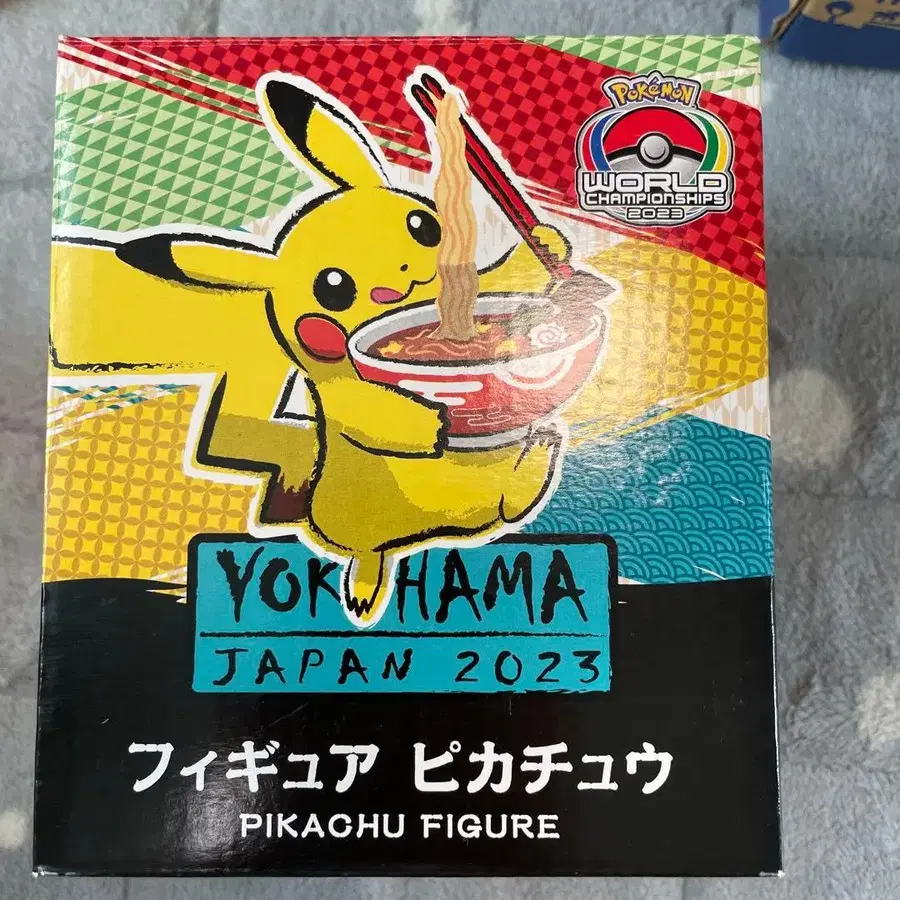 Pokémon
WORLD
CHAMPIONSHIPS
2023
YOKOHAMA
JAPAN 2023
フィギュア ピカチュウ
PIKACHU FIGURE